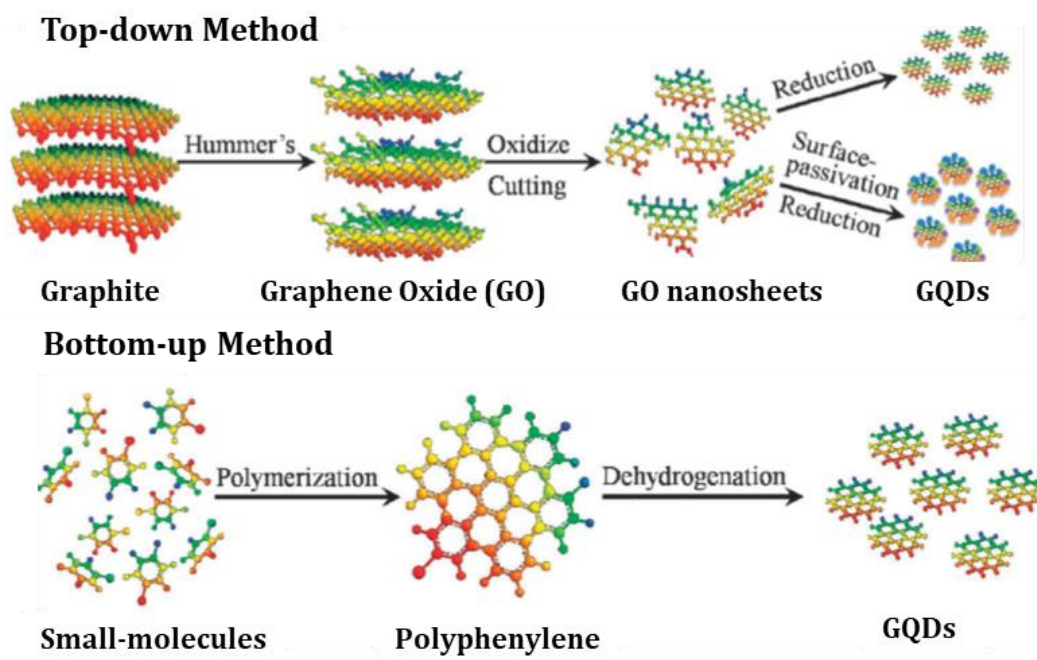 Top-down Method
Hummer's
Oxidize
Cutting
Reduction
Surface-
passivation
Reduction
Graphite
Graphene Oxide (GO)
GO nanosheets
GQDs
Bottom-up Method
Polymerization
Dehydrogenation
Small-molecules
Polyphenylene
GQDs